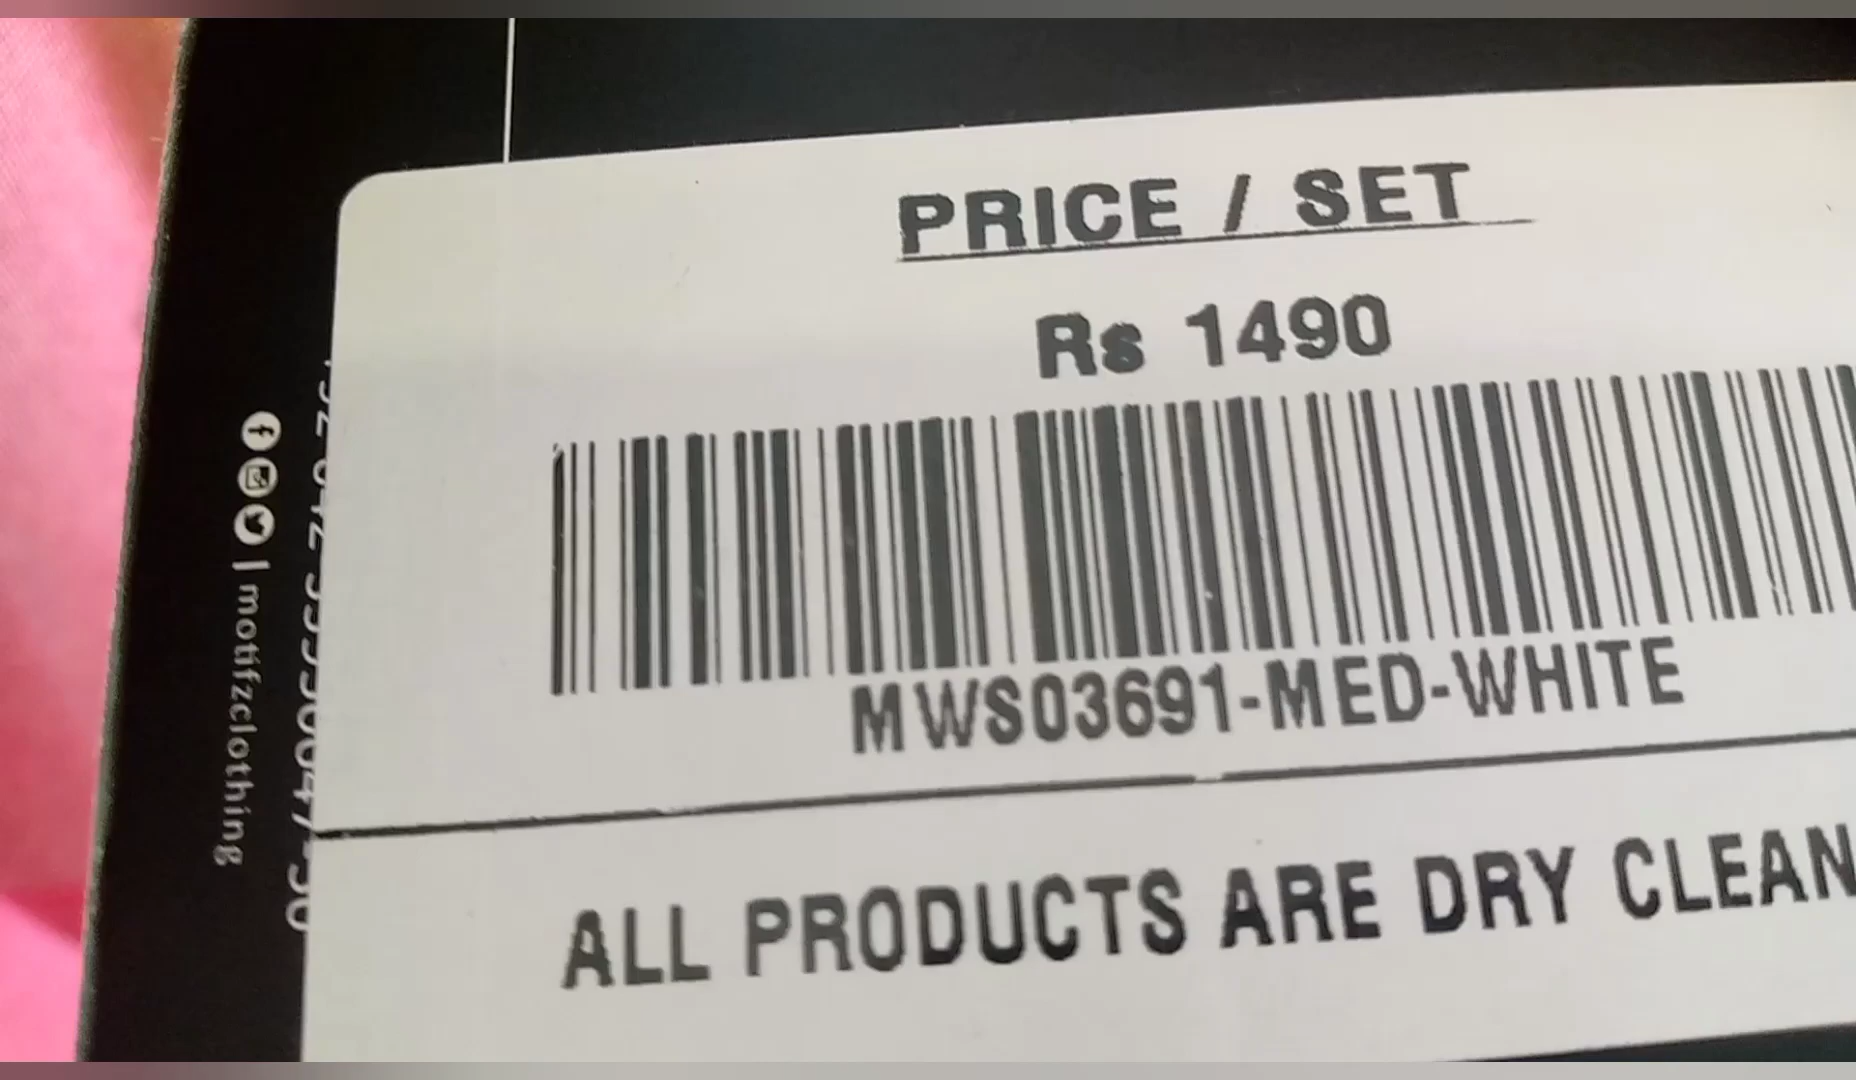 PRICE / SET
Rs 1490
MWS03691-MED-WHITE
ALL PRODUCTS ARE DRY CLEAN
| motifzclothing